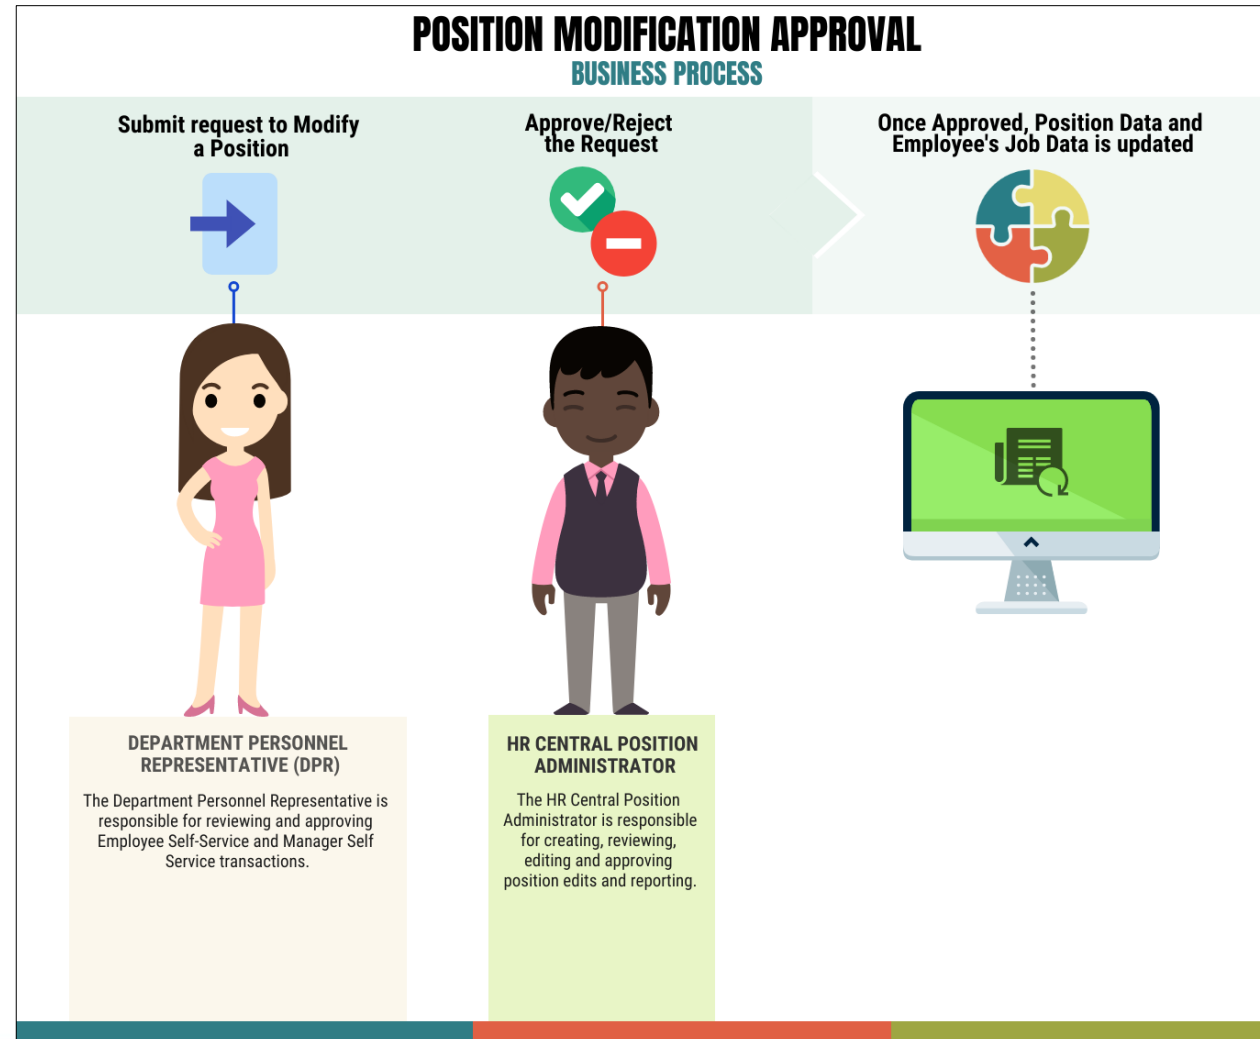 POSITION MODIFICATION APPROVAL
BUSINESS PROCESS
Submit request to Modify
a Position
Approve/Reject
the Request
Once Approved, Position Data and
Employee's Job Data is updated
DEPARTMENT PERSONNEL
REPRESENTATIVE (DPR)
The Department Personnel Representative is
responsible for reviewing and approving
Employee Self-Service and Manager Self
Service transactions.
HR CENTRAL POSITION
ADMINISTRATOR
The HR Central Position
Administrator is responsible
for creating, reviewing,
editing and approving
position edits and reporting.